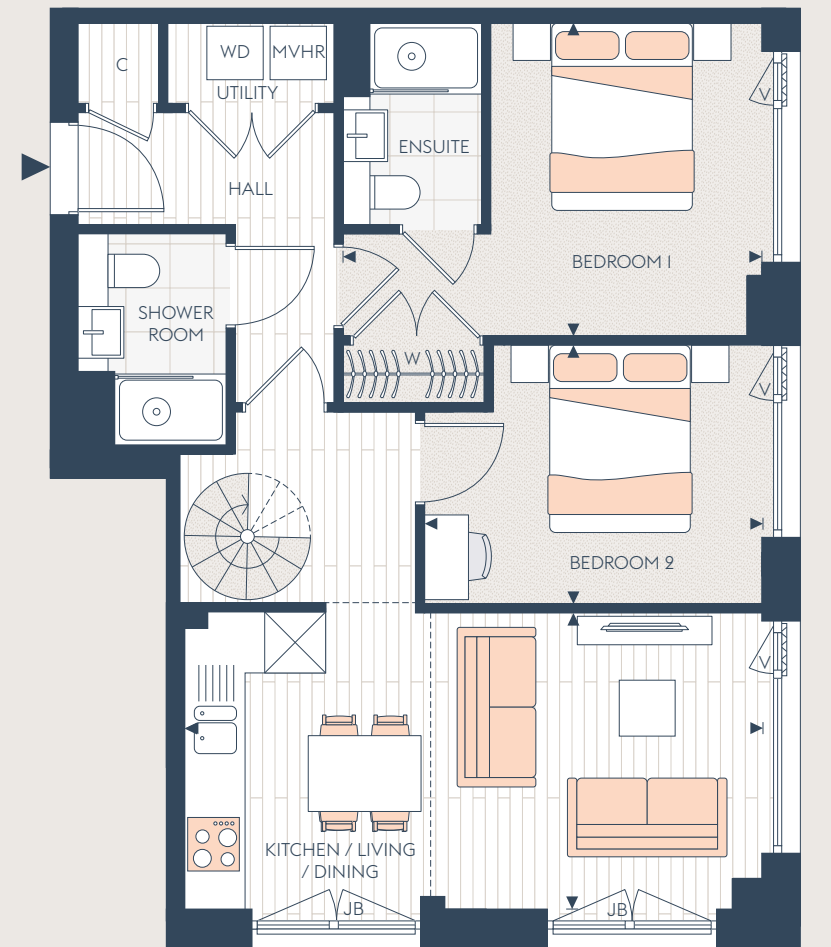 C
WD
MVHR
UTILITY
V
ENSUITE
HALL
BEDROOM 1
SHOWER
ROOM
W
V
BEDROOM 2
V
KITCHEN / LIVING
/ DINING
JB
JB